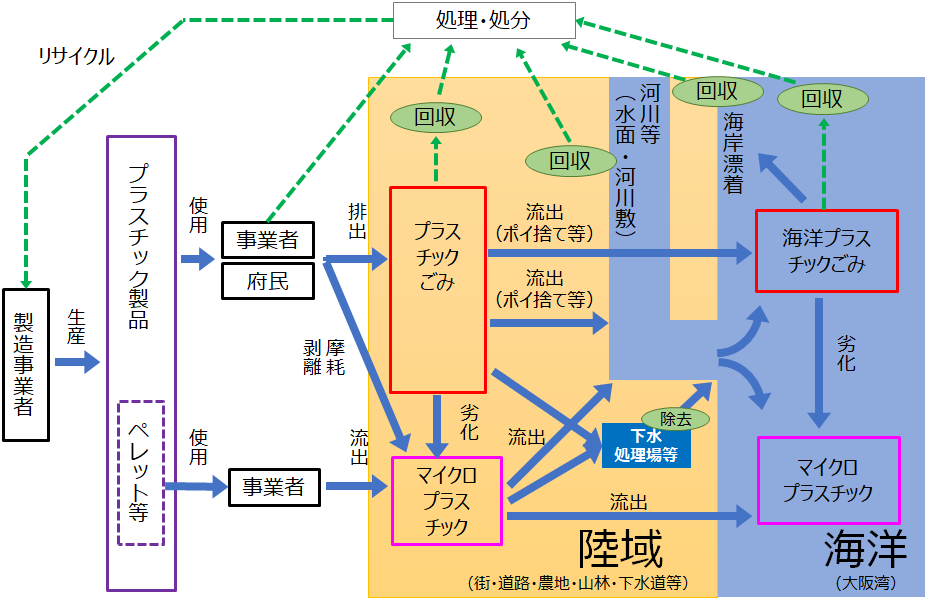 処理・処分
リサイクル
回収
回収
回収
回収
河川等
（水面・河川敷）
海岸漂着
製造事業者
生産
プラスチック製品
ペレット等
使用
使用
事業者
府民
事業者
排出
摩耗
剥離
流出
プラス
チック
ごみ
流出
（ポイ捨て等）
流出
（ポイ捨て等）
海洋プラス
チックごみ
劣化
劣化
流出
除去
下水
処理場等
マイクロ
プラス
チック
流出
マイクロ
プラスチック
陸域
（街・道路・農地・山林・下水道等）
海洋
（大阪湾）